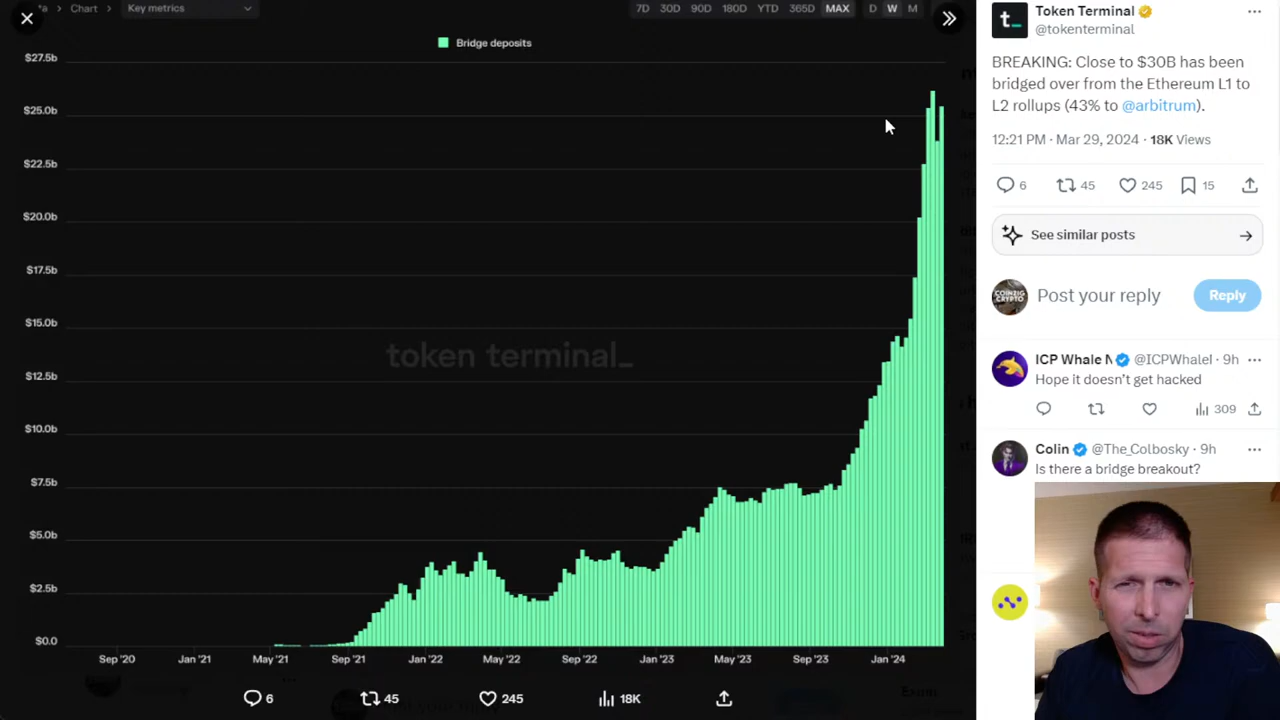 Chart
Key metrics
7D 30D 90D 180D YTD 365D MAX D W M
Bridge deposits
$27.5b
$25.0b
$22.5b
$20.0b
$17.5b
$15.0b
$12.5b
$10.0b
$7.5b
$5.0b
$2.5b
$0.0
token terminal_
Sep '20 Jan '21 May '21 Sep '21 Jan '22 May '22 Sep '22 Jan '23 May '23 Sep '23 Jan '24
6 45 245 18K
t_
Token Terminal
@tokenterminal
BREAKING: Close to $30B has been
bridged over from the Ethereum L1 to
L2 rollups (43% to @arbitrum).
12:21 PM · Mar 29, 2024 · 18K Views
6 45 245 15
See similar posts
COINZIG
CRYPTO
Post your reply
Reply
ICP Whale N @ICPWhaleI · 9h
Hope it doesn't get hacked
309
Colin @The_Colbosky · 9h
Is there a bridge breakout?